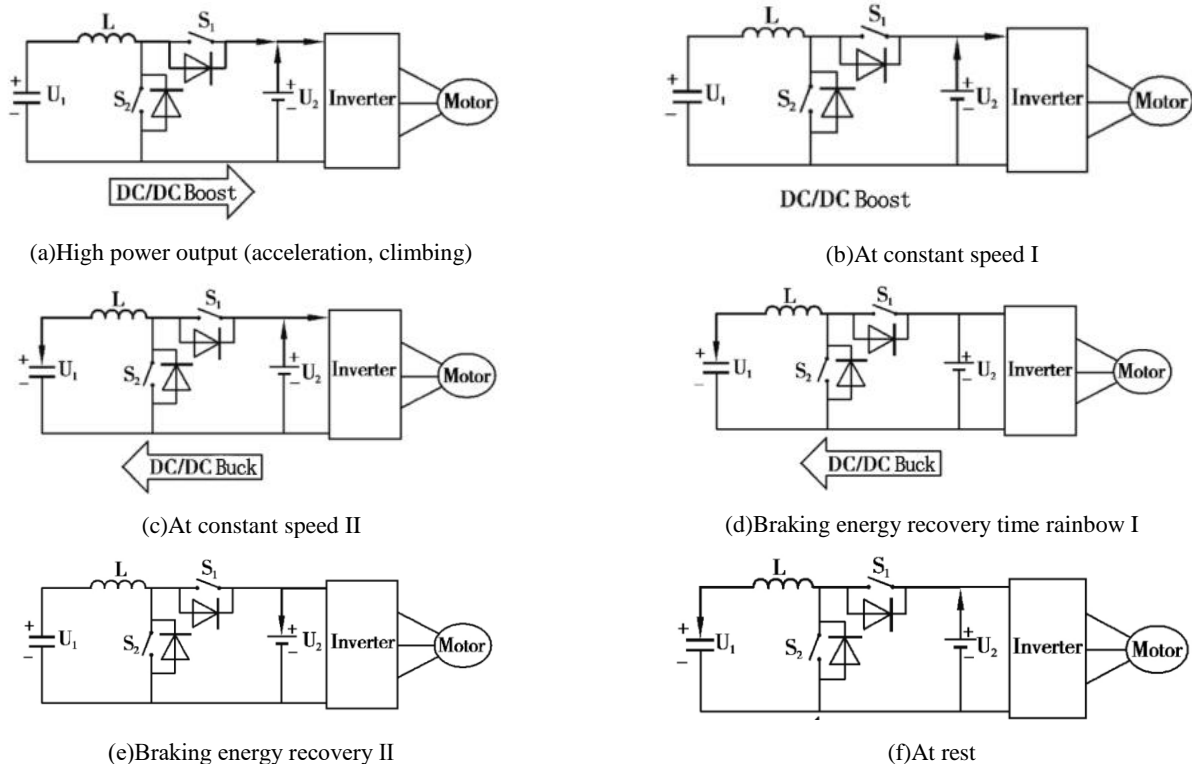 L S₁
+ U₁ − S₂ + U₂ − Inverter Motor
DC/DC Boost
(a)High power output (acceleration, climbing)
L S₁
+ U₁ − S₂ + U₂ − Inverter Motor
DC/DC Boost
(b)At constant speed I
L S₁
+ U₁ − S₂ + U₂ − Inverter Motor
DC/DC Buck
(c)At constant speed II
L S₁
+ U₁ − S₂ + U₂ − Inverter Motor
DC/DC Buck
(d)Braking energy recovery time rainbow I
L S₁
+ U₁ − S₂ + U₂ − Inverter Motor
(e)Braking energy recovery II
L S₁
+ U₁ − S₂ + U₂ − Inverter Motor
(f)At rest